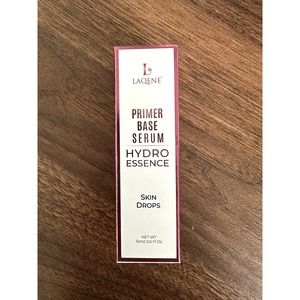 LAQENE
PRIMER
BASE
SERUM
HYDRO
ESSENCE
SKIN
DROPS
NET WT
15ml/ 0.5 Fl Oz